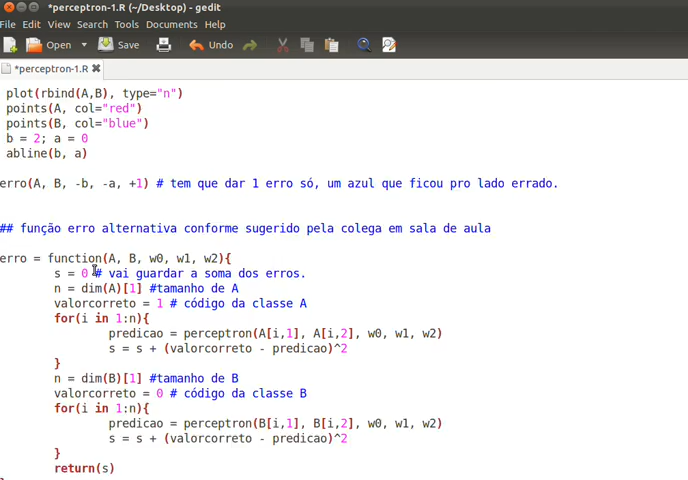 *perceptron-1.R (~/Desktop) - gedit
File Edit View Search Tools Documents Help
Open Save Undo
*perceptron-1.R
plot(rbind(A,B), type="n")
points(A, col="red")
points(B, col="blue")
b = 2; a = 0
abline(b, a)
erro(A, B, -b, -a, +1) # tem que dar 1 erro só, um azul que ficou pro lado errado.
## função erro alternativa conforme sugerido pela colega em sala de aula
erro = function(A, B, w0, w1, w2){
s = 0 # vai guardar a soma dos erros.
n = dim(A)[1] #tamanho de A
valorcorreto = 1 # código da classe A
for(i in 1:n){
predicao = perceptron(A[i,1], A[i,2], w0, w1, w2)
s = s + (valorcorreto - predicao)^2
}
n = dim(B)[1] #tamanho de B
valorcorreto = 0 # código da classe B
for(i in 1:n){
predicao = perceptron(B[i,1], B[i,2], w0, w1, w2)
s = s + (valorcorreto - predicao)^2
}
return(s)